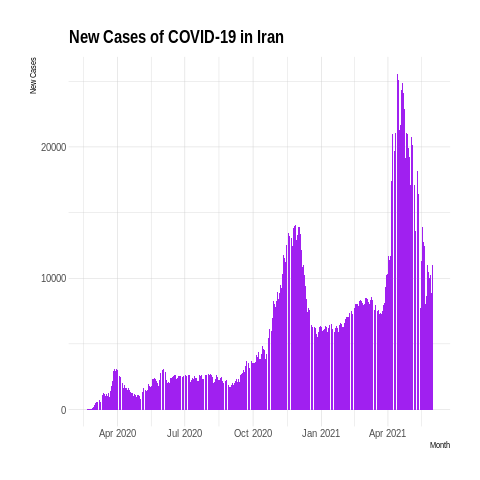 New Cases of COVID-19 in Iran
New Cases
20000
10000
0
Apr 2020 Jul 2020 Oct 2020 Jan 2021 Apr 2021
Month